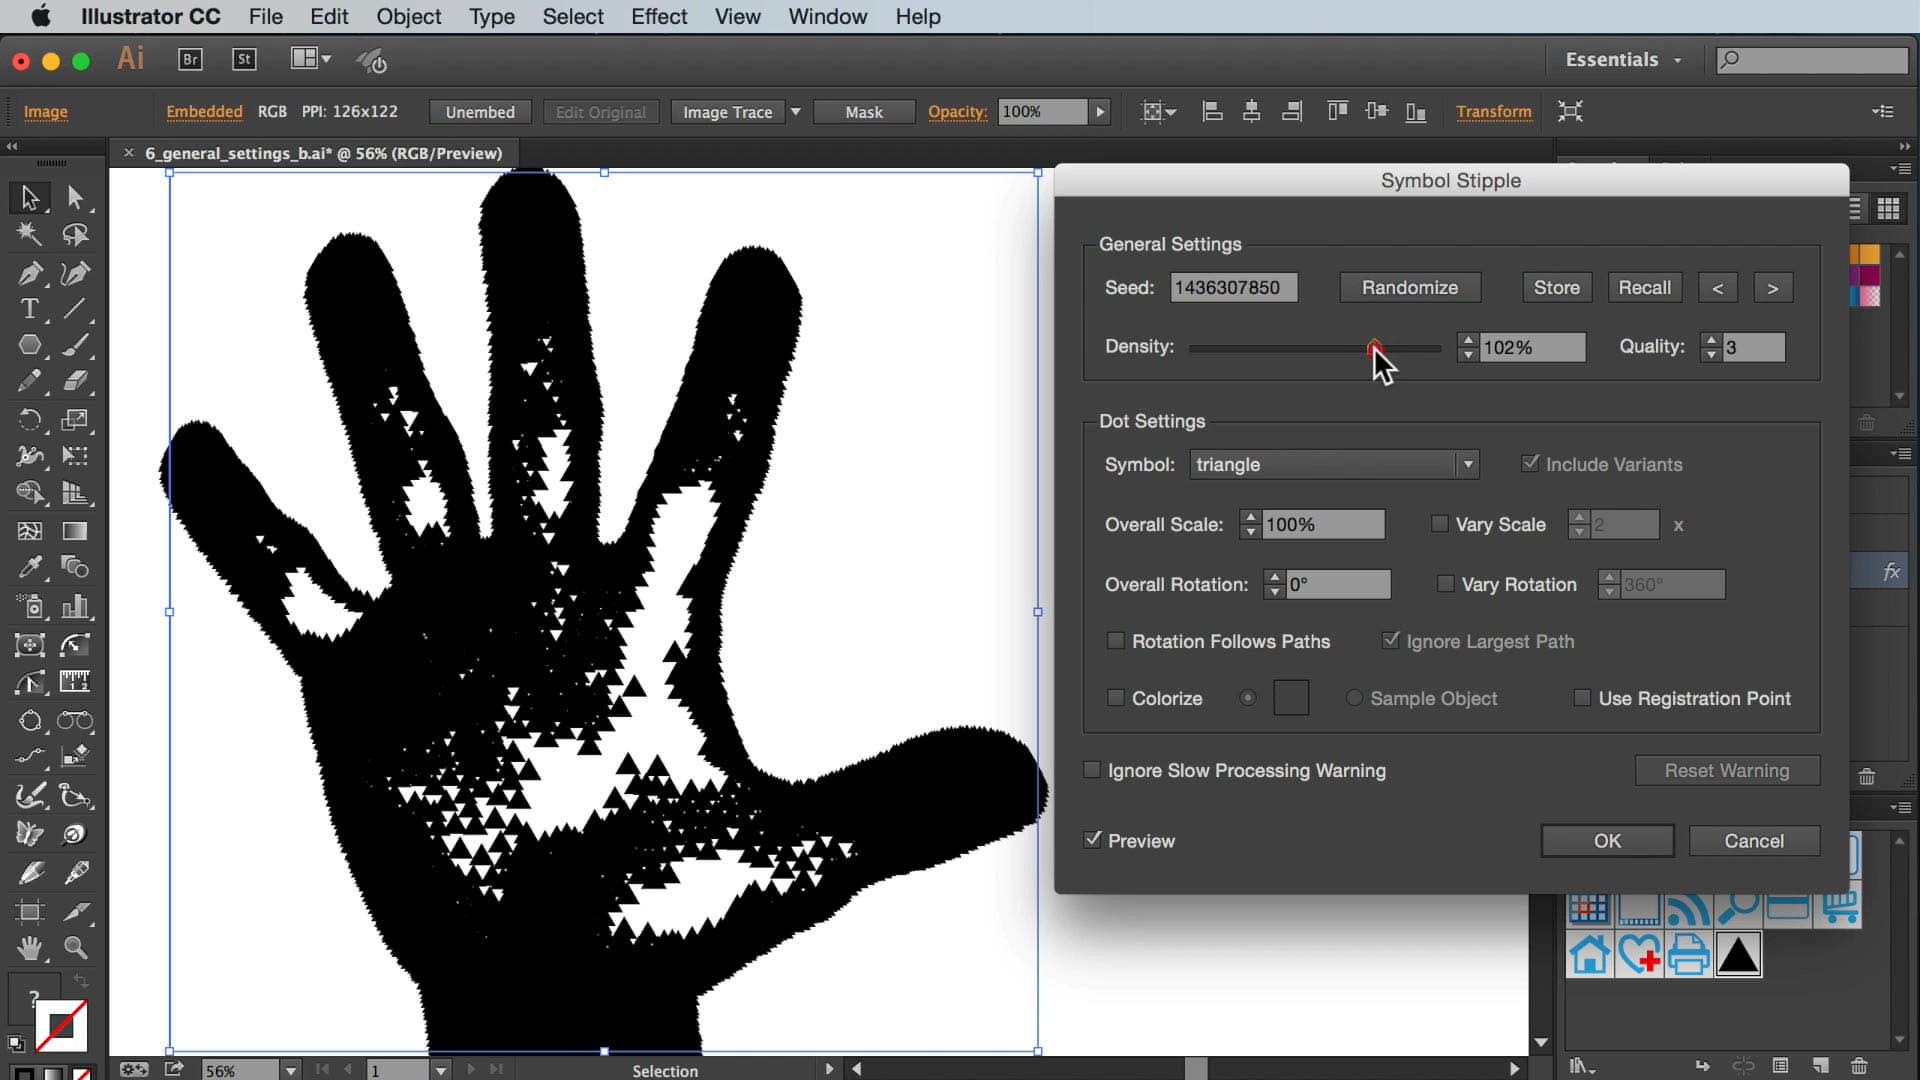 Illustrator CC File Edit Object Type Select Effect View Window Help
Ai Br St Essentials
Image Embedded RGB PPI: 126x122 Unembed Edit Original Image Trace Mask Opacity: 100% Transform
× 6_general_settings_b.ai* @ 56% (RGB/Preview)
Symbol Stipple
General Settings
Seed: 1436307850 Randomize Store Recall < >
Density: 102% Quality: 3
Dot Settings
Symbol: triangle Include Variants
Overall Scale: 100% Vary Scale 2 x
Overall Rotation: 0° Vary Rotation 360°
Rotation Follows Paths Ignore Largest Path
Colorize Sample Object Use Registration Point
Ignore Slow Processing Warning Reset Warning
Preview OK Cancel
fx
?
56% 1 Selection